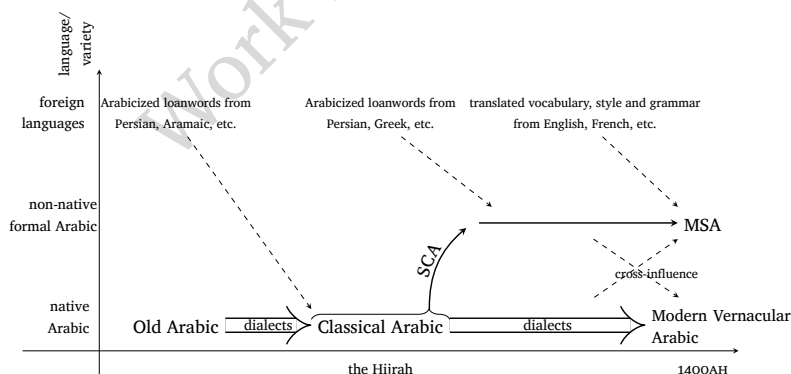 Work
language/
variety
foreign
languages
Arabicized loanwords from
Persian, Aramaic, etc.
Arabicized loanwords from
Persian, Greek, etc.
translated vocabulary, style and grammar
from English, French, etc.
non-native
formal Arabic
MSA
SCA
cross-influence
native
Arabic
Old Arabic
dialects
Classical Arabic
dialects
Modern Vernacular
Arabic
the Hijrah
1400AH